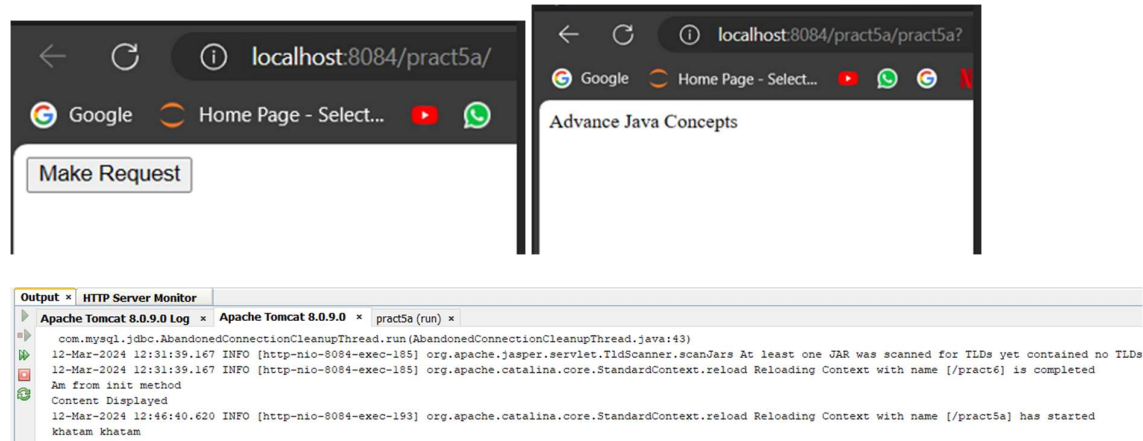 localhost:8084/pract5a/
Google Home Page - Select...
Make Request
localhost:8084/pract5a/pract5a?
Google Home Page - Select...
Advance Java Concepts
Output × HTTP Server Monitor
Apache Tomcat 8.0.9.0 Log × Apache Tomcat 8.0.9.0 × pract5a (run) ×
com.mysql.jdbc.AbandonedConnectionCleanupThread.run(AbandonedConnectionCleanupThread.java:43)
12-Mar-2024 12:31:39.167 INFO [http-nio-8084-exec-185] org.apache.jasper.servlet.TldScanner.scanJars At least one JAR was scanned for TLDs yet contained no TLDs
12-Mar-2024 12:31:39.167 INFO [http-nio-8084-exec-185] org.apache.catalina.core.StandardContext.reload Reloading Context with name [/pract6] is completed
Am from init method
Content Displayed
12-Mar-2024 12:46:40.620 INFO [http-nio-8084-exec-193] org.apache.catalina.core.StandardContext.reload Reloading Context with name [/pract5a] has started
khatam khatam